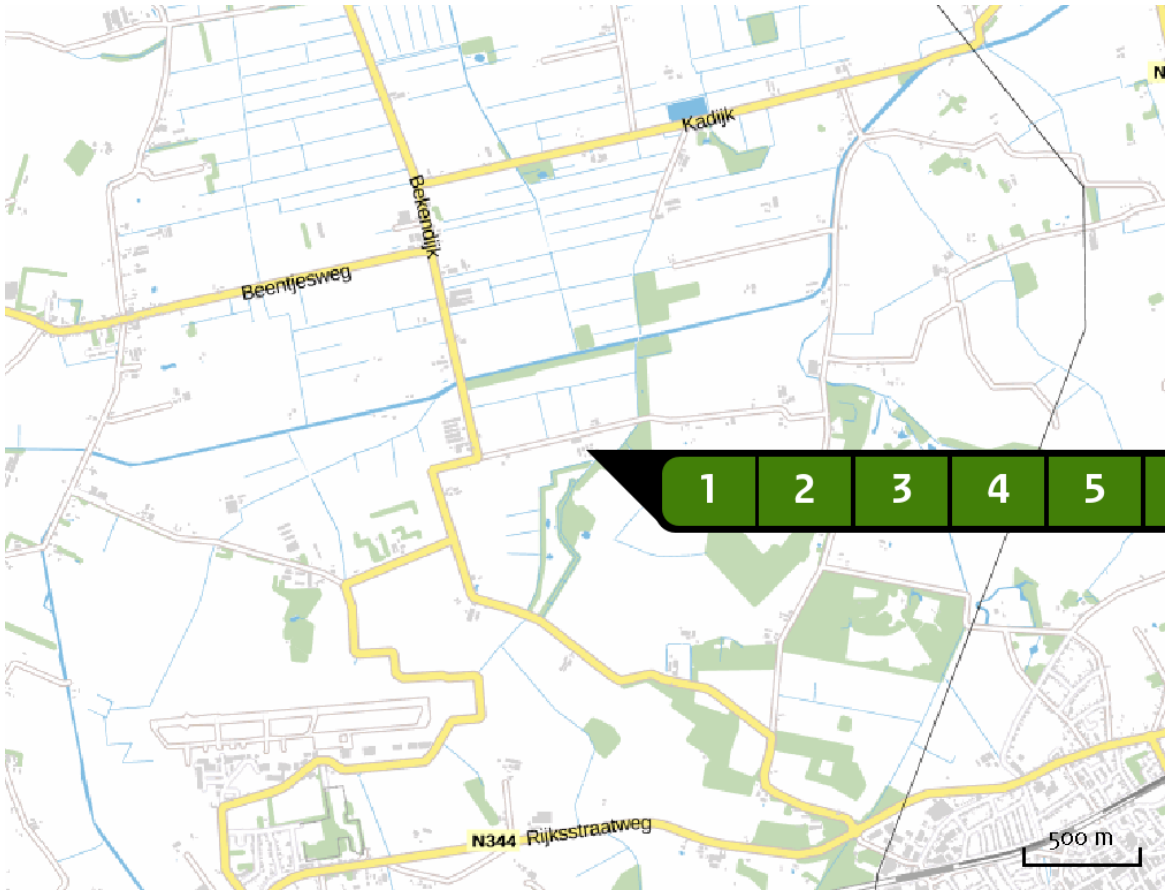 N
Kadijk
Bekendijk
Beentjesweg
1 2 3 4 5
N344 Rijksstraatweg
500 m